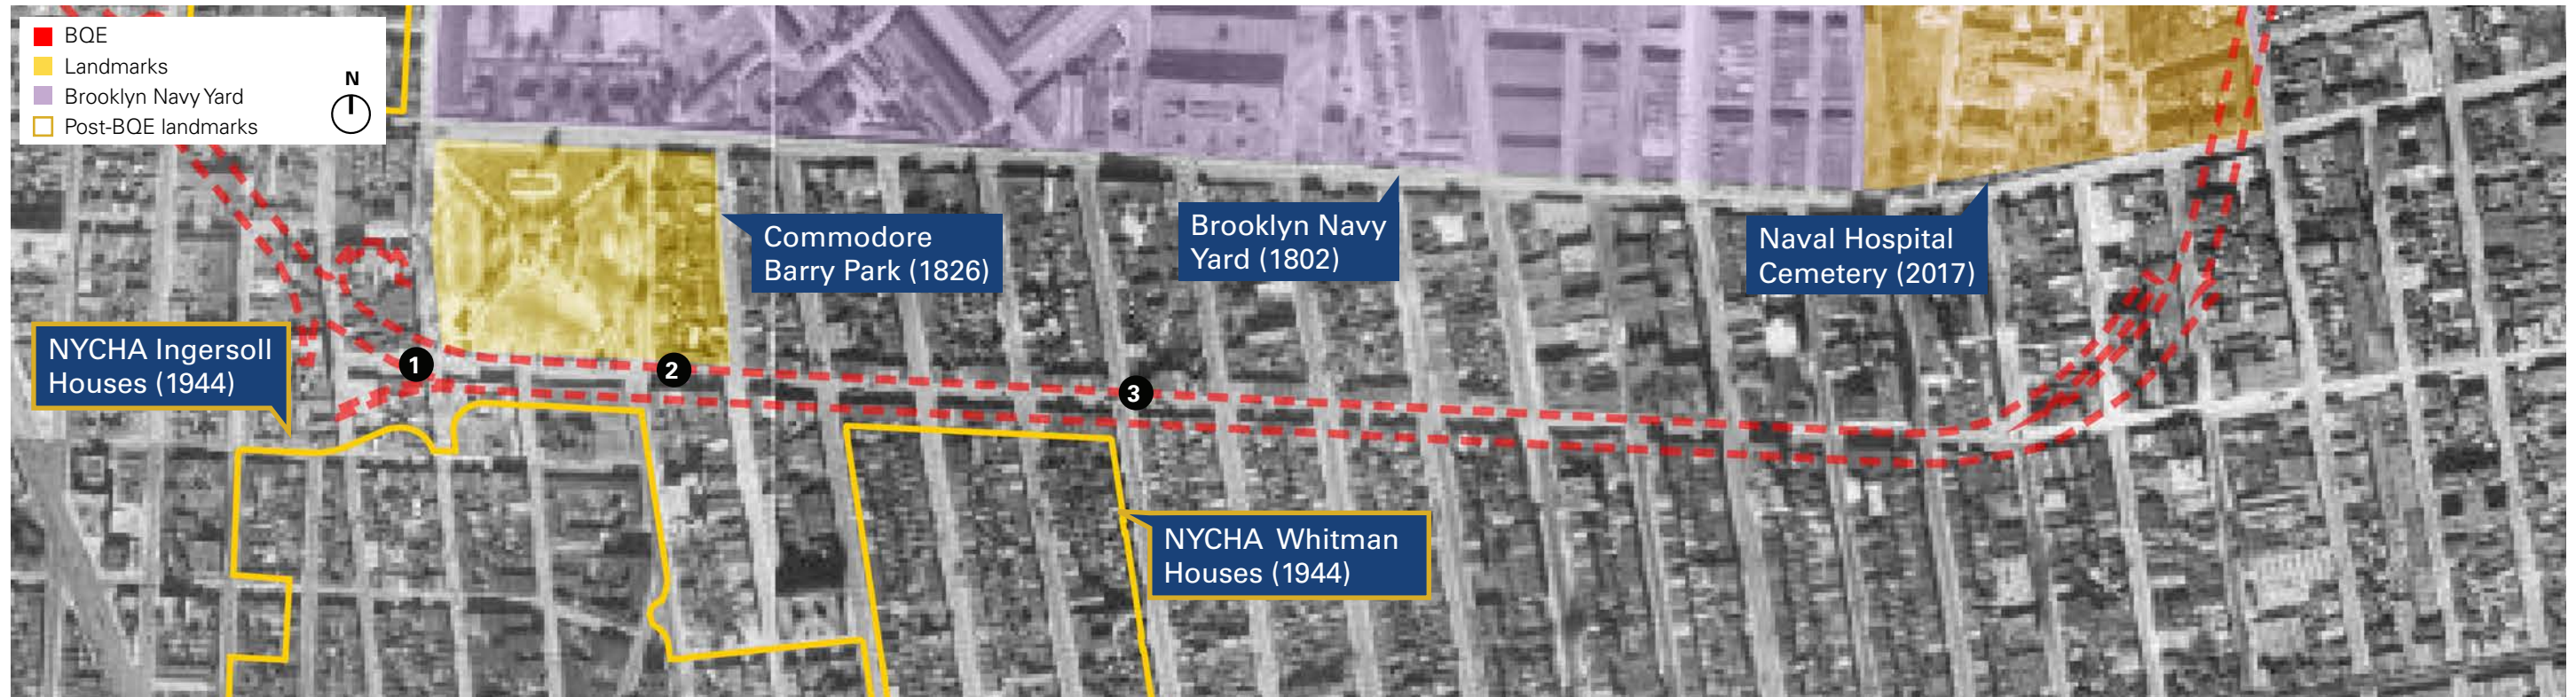 BQE
Landmarks
Brooklyn Navy Yard
Post-BQE landmarks
N
Commodore
Barry Park (1826)
Brooklyn Navy
Yard (1802)
Naval Hospital
Cemetery (2017)
NYCHA Ingersoll
Houses (1944)
1
2
3
NYCHA Whitman
Houses (1944)